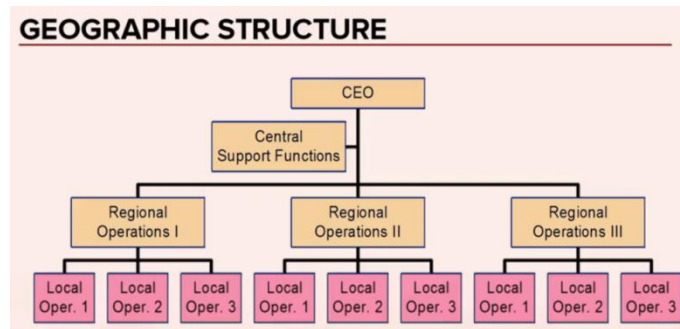 GEOGRAPHIC STRUCTURE
CEO
Central
Support Functions
Regional
Operations I
Regional
Operations II
Regional
Operations III
Local
Oper. 1
Local
Oper. 2
Local
Oper. 3
Local
Oper. 1
Local
Oper. 2
Local
Oper. 3
Local
Oper. 1
Local
Oper. 2
Local
Oper. 3